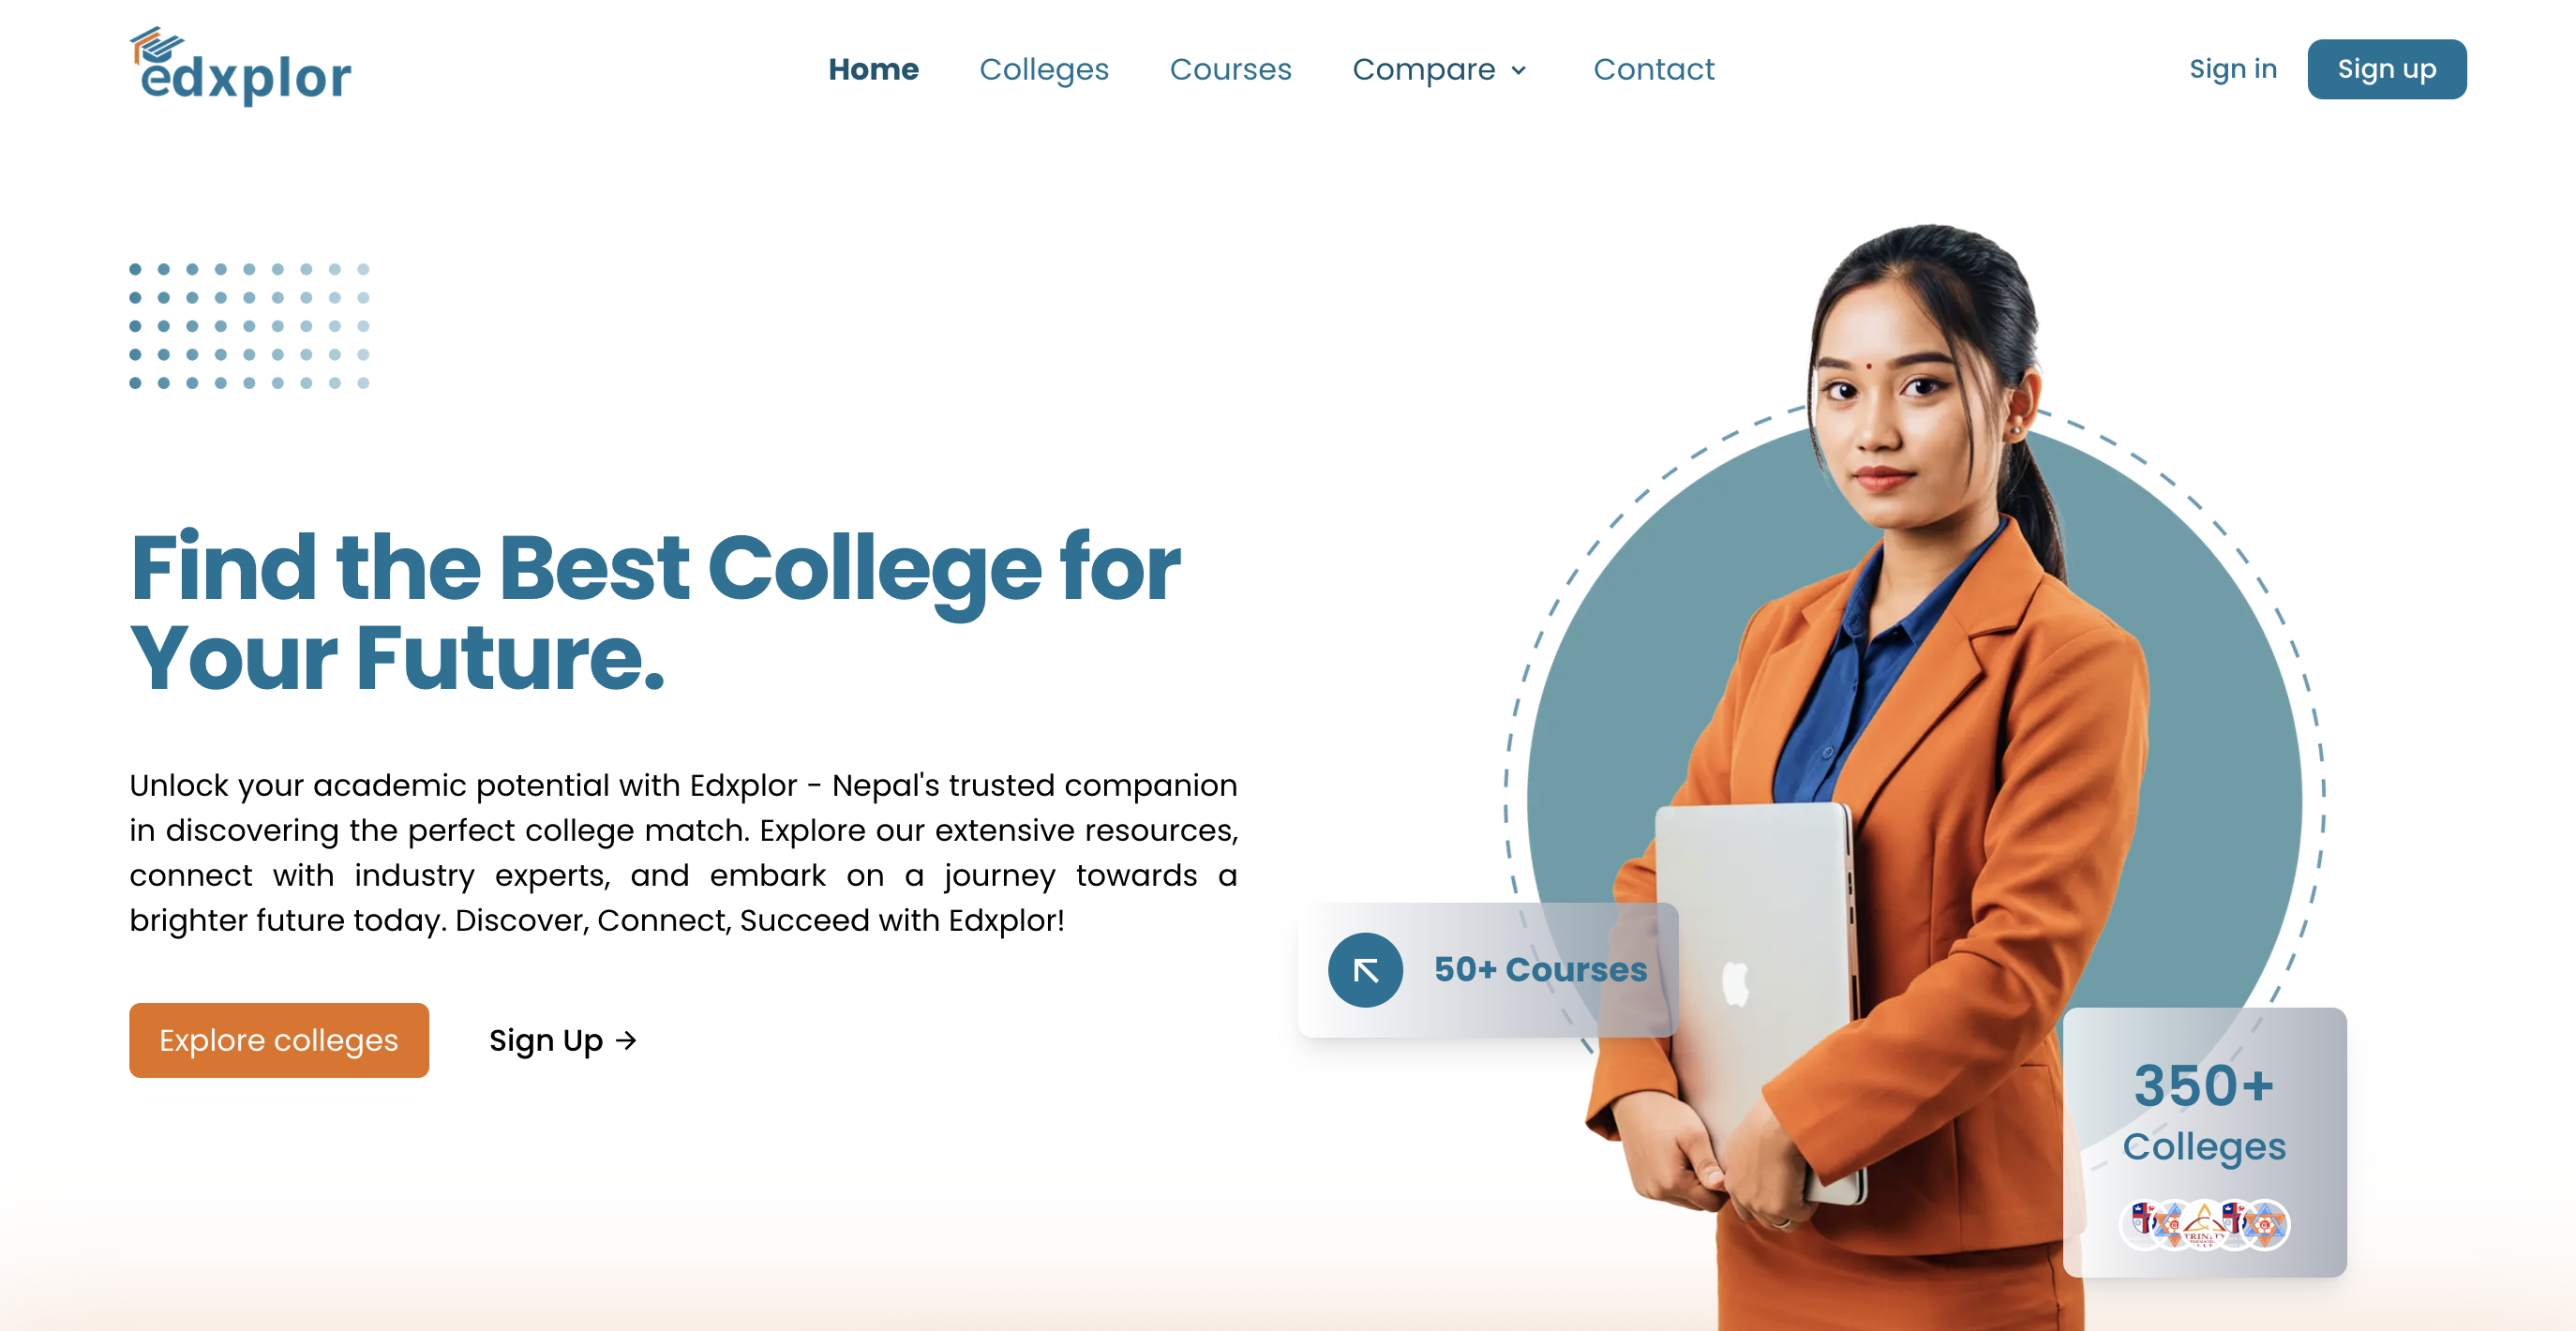 edxplor
Home Colleges Courses Compare Contact
Sign in Sign up
Find the Best College for
Your Future.
Unlock your academic potential with Edxplor - Nepal's trusted companion
in discovering the perfect college match. Explore our extensive resources,
connect with industry experts, and embark on a journey towards a
brighter future today. Discover, Connect, Succeed with Edxplor!
Explore colleges
Sign Up →
50+ Courses
350+
Colleges
TRINITY